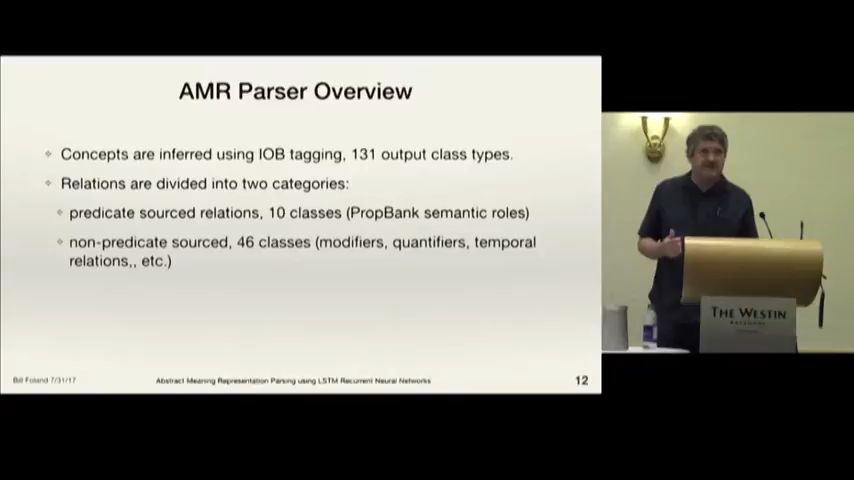 AMR Parser Overview
Concepts are inferred using IOB tagging, 131 output class types.
Relations are divided into two categories:
predicate sourced relations, 10 classes (PropBank semantic roles)
non-predicate sourced, 46 classes (modifiers, quantifiers, temporal
relations,, etc.)
Bill Foland 7/31/17
Abstract Meaning Representation Parsing using LSTM Recurrent Neural Networks
12
THE WESTIN